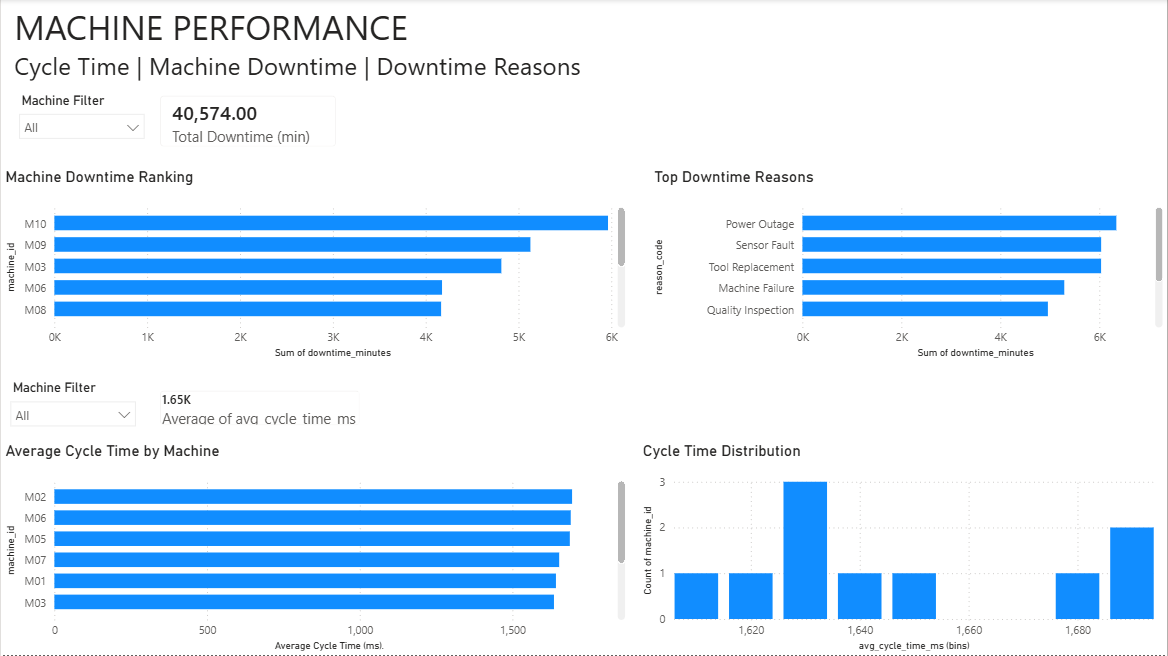 MACHINE PERFORMANCE
Cycle Time | Machine Downtime | Downtime Reasons
Machine Filter
All
40,574.00
Total Downtime (min)
Machine Downtime Ranking
machine_id
M10
M09
M03
M06
M08
0K 1K 2K 3K 4K 5K 6K
Sum of downtime_minutes
Top Downtime Reasons
reason_code
Power Outage
Sensor Fault
Tool Replacement
Machine Failure
Quality Inspection
0K 2K 4K 6K
Sum of downtime_minutes
Machine Filter
All
1.65K
Average of avg_cycle_time_ms
Average Cycle Time by Machine
machine_id
M02
M06
M05
M07
M01
M03
0 500 1,000 1,500
Average Cycle Time (ms).
Cycle Time Distribution
Count of machine_id
3
2
1
0
1,620 1,640 1,660 1,680
avg_cycle_time_ms (bins)